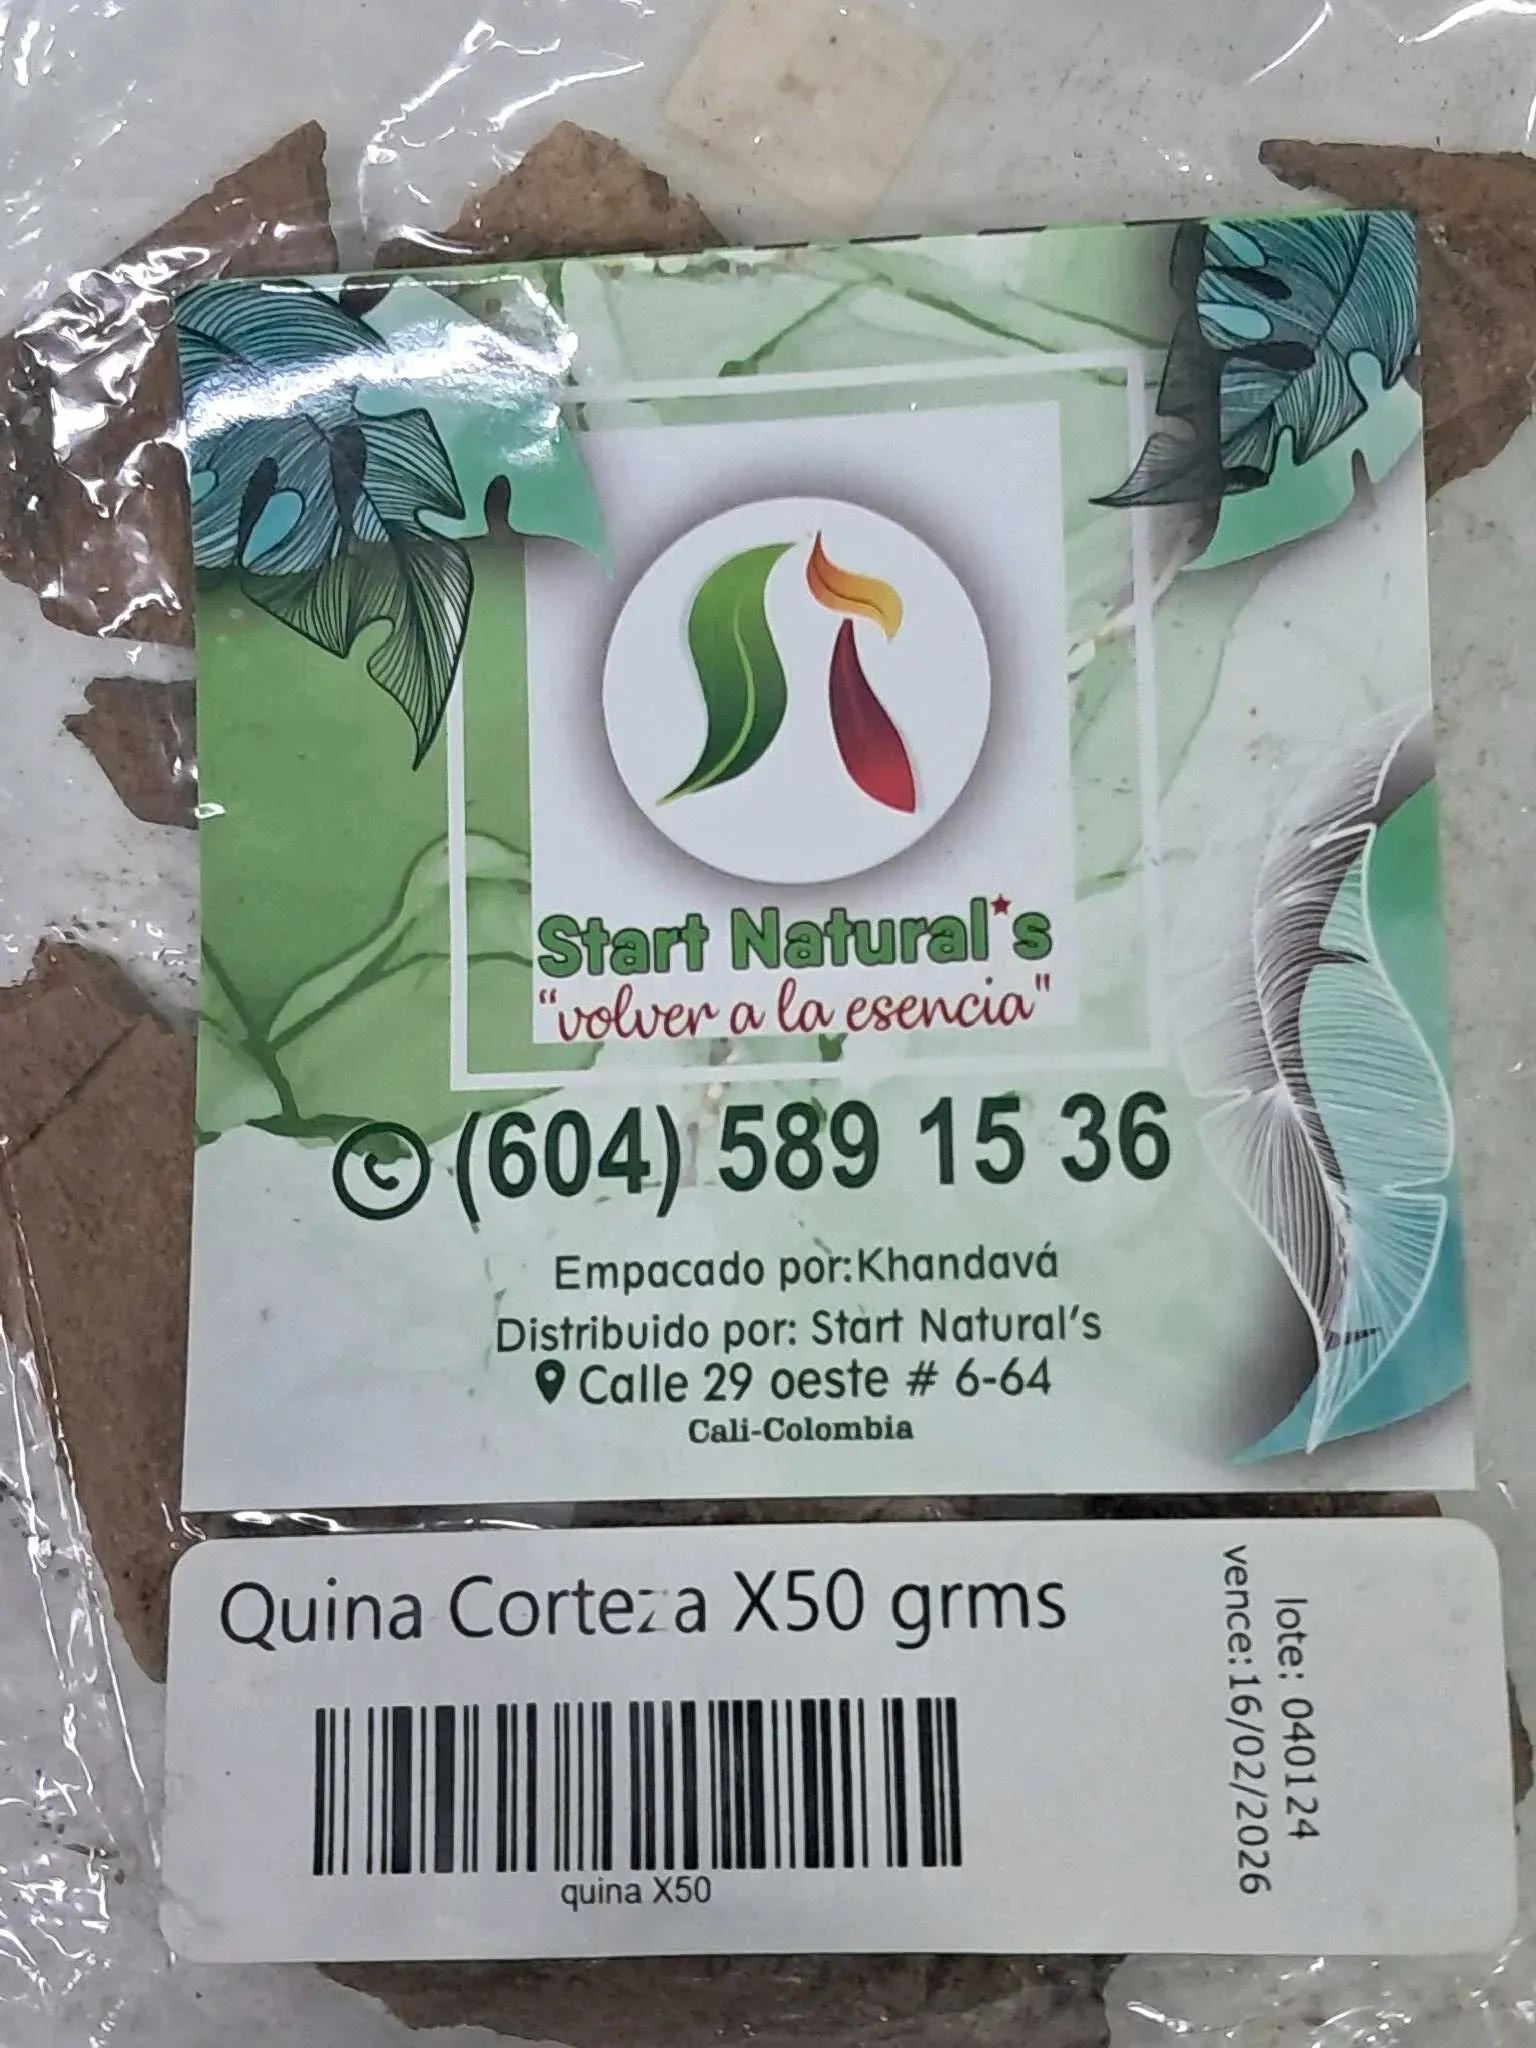 Start Natural's
"volver a la esencia"
(604) 589 15 36
Empacado por:Khandavá
Distribuido por: Start Natural's
Calle 29 oeste # 6-64
Cali-Colombia
Quina Corteza X50 grms
quina X50
lote: 040124
vence:16/02/2026